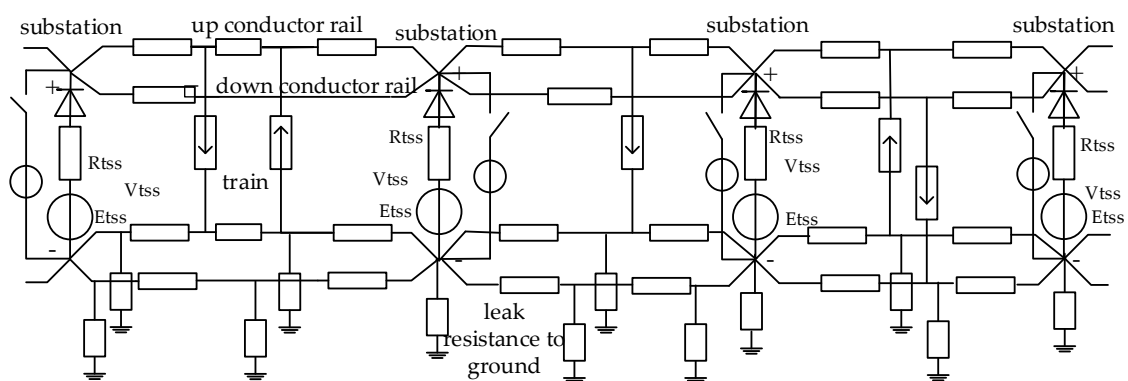 substation
up conductor rail
substation
substation
substation
down conductor rail
+
+
+
+
Rtss
Rtss
Rtss
Rtss
train
Vtss
Vtss
Vtss
Vtss
Etss
Etss
Etss
Etss
-
-
-
-
leak
resistance to
ground